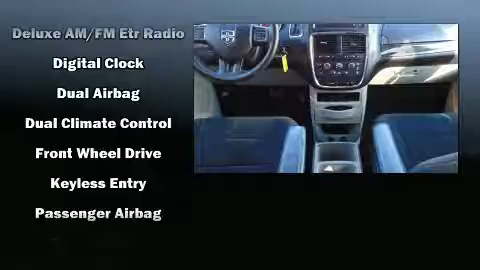 Deluxe AM/FM Etr Radio
Digital Clock
Dual Airbag
Dual Climate Control
Front Wheel Drive
Keyless Entry
Passenger Airbag